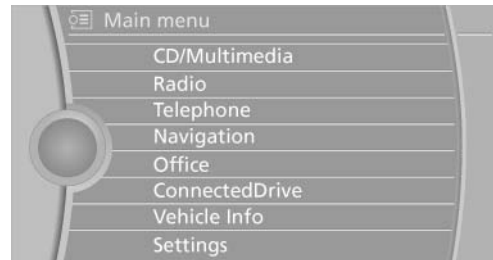 Main menu
CD/Multimedia
Radio
Telephone
Navigation
Office
ConnectedDrive
Vehicle Info
Settings